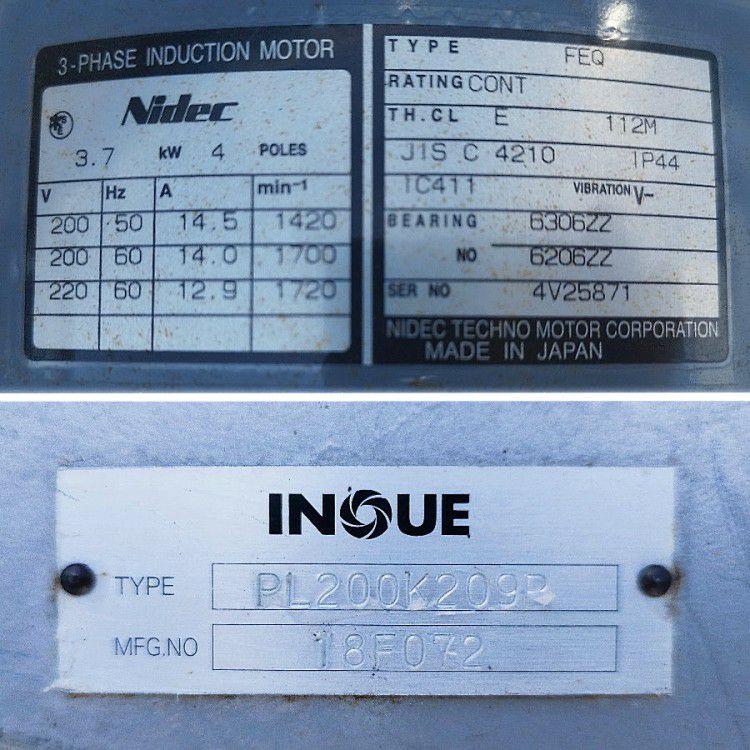 3-PHASE INDUCTION MOTOR
Nidec
3.7 kW 4 POLES
V Hz A min⁻¹
200 50 14.5 1420
200 60 14.0 1700
220 60 12.9 1720
TYPE FEQ
RATING CONT
TH.CL E 112M
JIS C 4210 IP44
IC411 VIBRATION V-
BEARING 6306ZZ
NO 6206ZZ
SER NO 4V25871
NIDEC TECHNO MOTOR CORPORATION
MADE IN JAPAN
INOUE
TYPE PL200K209R
MFG.NO 18F072